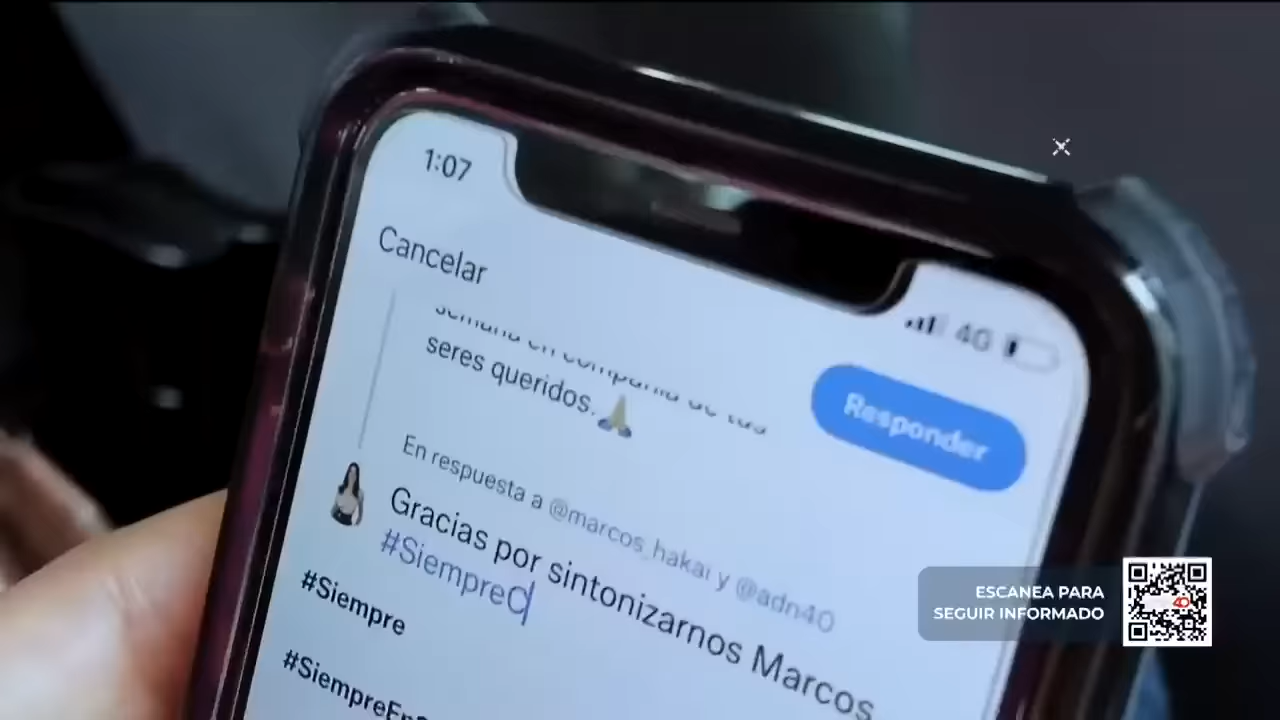 1:07
4G
Cancelar
seres queridos.🙏
Responder
En respuesta a @marcos_hakai y @adn40
Gracias por sintonizarnos Marcos
#SiempreC
#Siempre
ESCANEA PARA
SEGUIR INFORMADO
40